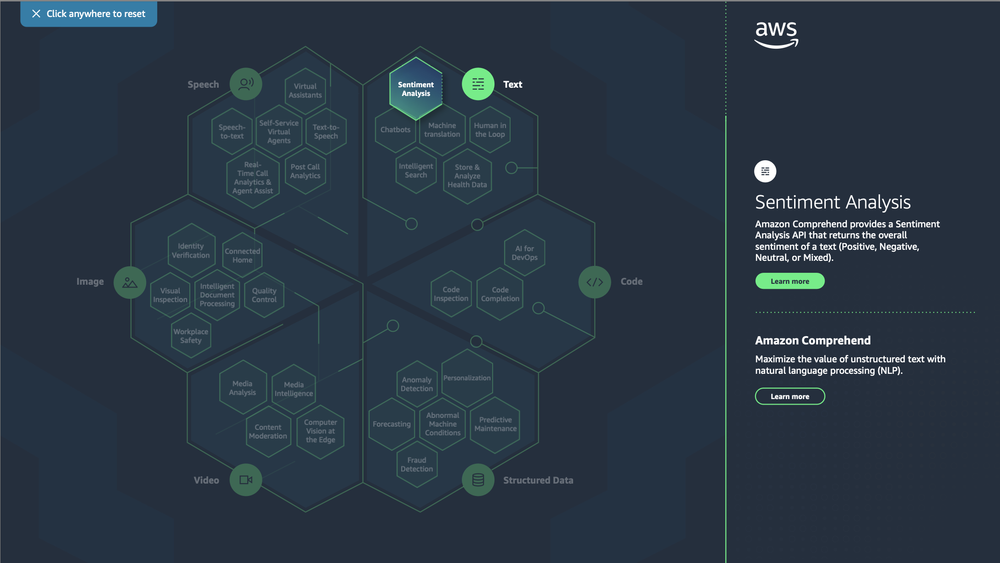 Click anywhere to reset
aws
Speech
Virtual
Assistants
Speech-
to-text
Self-Service
Virtual
Agents
Text-to-
Speech
Real-
Time Call
Analytics &
Agent Assist
Post Call
Analytics
Sentiment
Analysis
Text
Chatbots
Machine
translation
Human in
the Loop
Intelligent
Search
Store &
Analyze
Health Data
Image
Identity
Verification
Connected
Home
Visual
Inspection
Intelligent
Document
Processing
Quality
Control
Workplace
Safety
AI for
DevOps
Code
Inspection
Code
Completion
Code
Media
Analysis
Media
Intelligence
Content
Moderation
Computer
Vision at
the Edge
Video
Anomaly
Detection
Personalization
Forecasting
Abnormal
Machine
Conditions
Predictive
Maintenance
Fraud
Detection
Structured Data
Sentiment Analysis
Amazon Comprehend provides a Sentiment
Analysis API that returns the overall
sentiment of a text (Positive, Negative,
Neutral, or Mixed).
Learn more
Amazon Comprehend
Maximize the value of unstructured text with
natural language processing (NLP).
Learn more